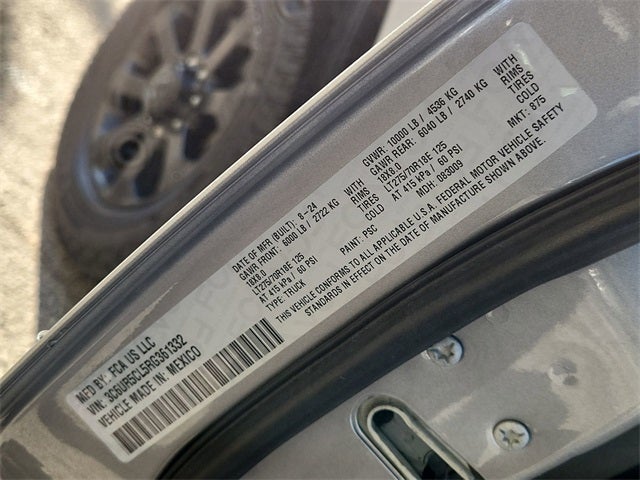 MFD BY: FCA US LLC
VIN: 3C6UR5CL5RG361332
VEHICLE MADE IN: MEXICO
DATE OF MFR (BUILT): 8-24
GAWR FRONT: 6000 LB / 2722 KG WITH
18X8.0 RIMS
LT275/70R18E 125 TIRES
AT 415 kPa / 60 PSI COLD
TYPE: TRUCK
PAINT: PSC
GVWR: 10000 LB / 4536 KG
GAWR REAR: 6040 LB / 2740 KG WITH
18X8.0 RIMS
LT275/70R18E 125 TIRES
AT 415 kPa / 60 PSI COLD
MDH: 083009
MKT: 875
THIS VEHICLE CONFORMS TO ALL APPLICABLE U.S.A. FEDERAL MOTOR VEHICLE SAFETY
STANDARDS IN EFFECT ON THE DATE OF MANUFACTURE SHOWN ABOVE.